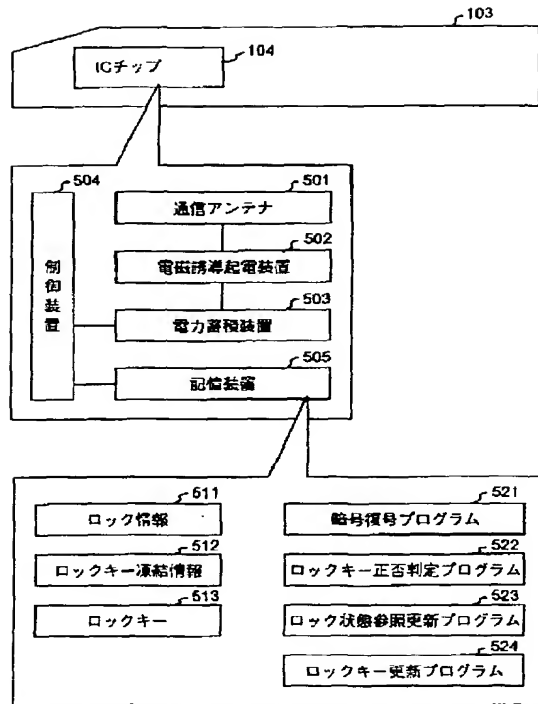 103
ICチップ
104
504
制御装置
501
通信アンテナ
502
電磁誘導起電装置
503
電力蓄積装置
505
記憶装置
511
ロック情報
512
ロックキー凍結情報
513
ロックキー
521
暗号復号プログラム
522
ロックキー正否判定プログラム
523
ロック状態参照更新プログラム
524
ロックキー更新プログラム